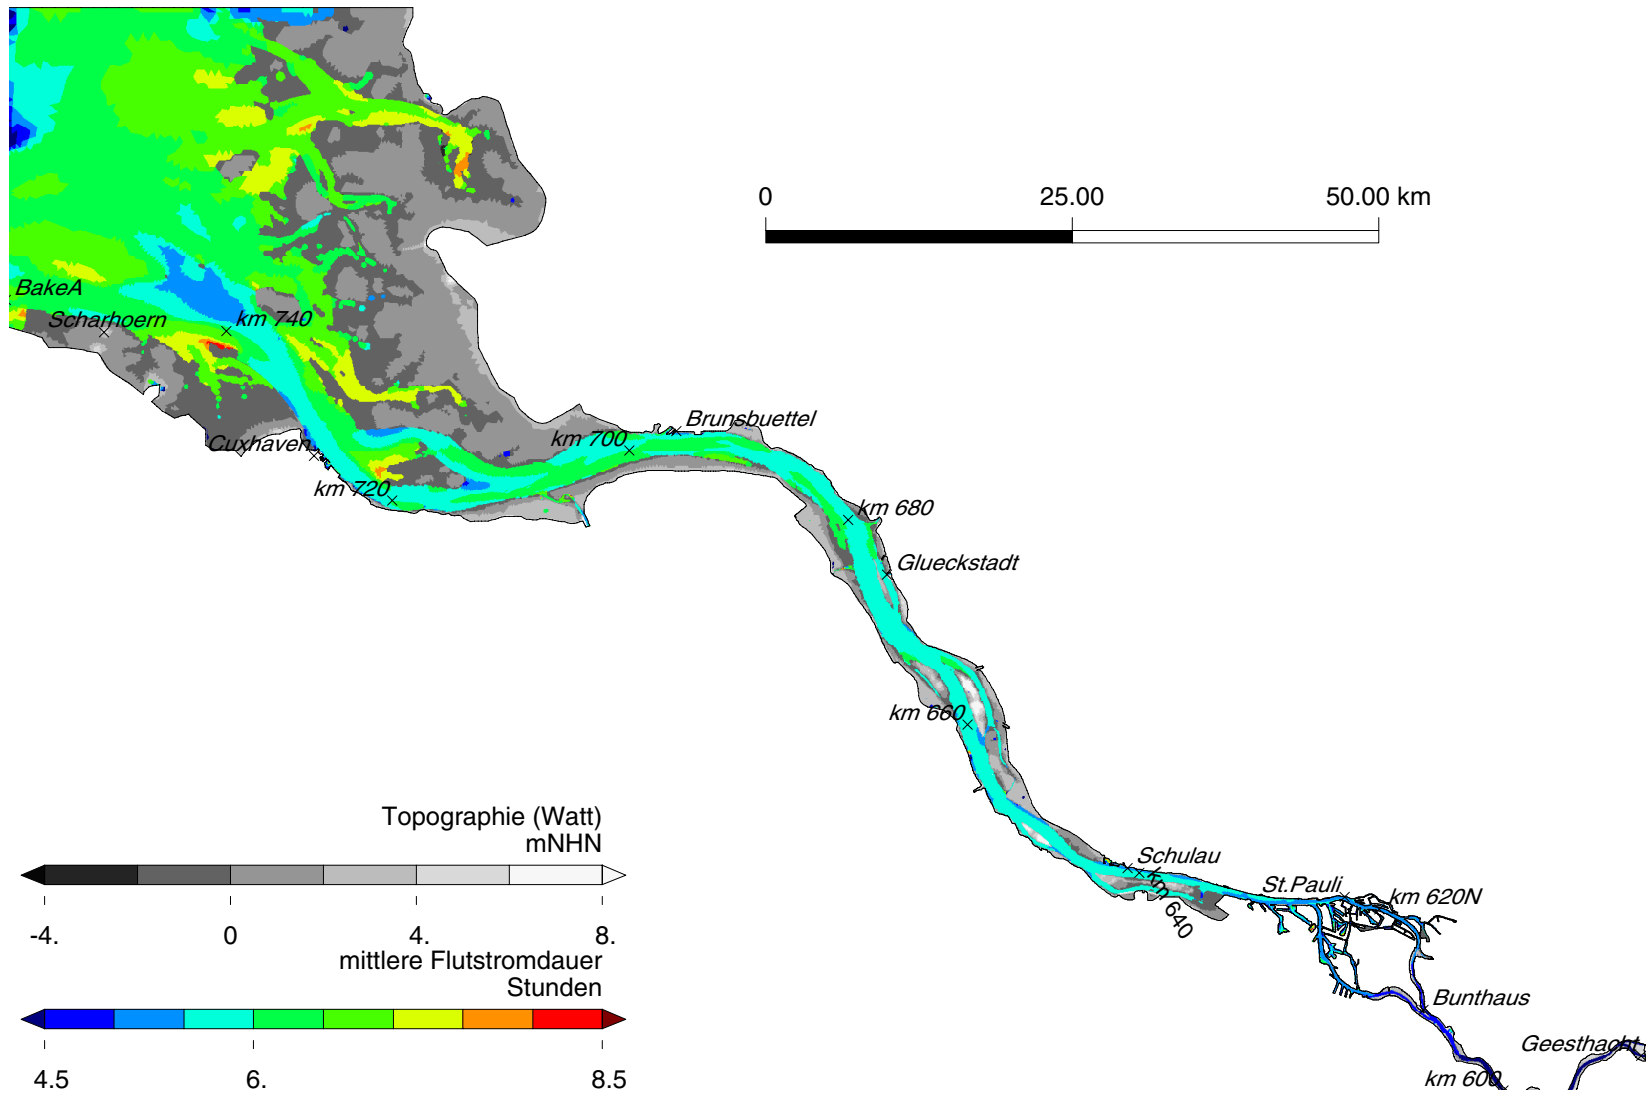 0 25.00 50.00 km
BakeA
Scharhoern
km 740
Cuxhaven
km 720
km 700
Brunsbuettel
km 680
Glueckstadt
km 660
Schulau
km 640
St.Pauli
km 620N
Bunthaus
Geesthacht
km 600
Topographie (Watt)
mNHN
-4. 0 4. 8.
mittlere Flutstromdauer
Stunden
4.5 6. 8.5